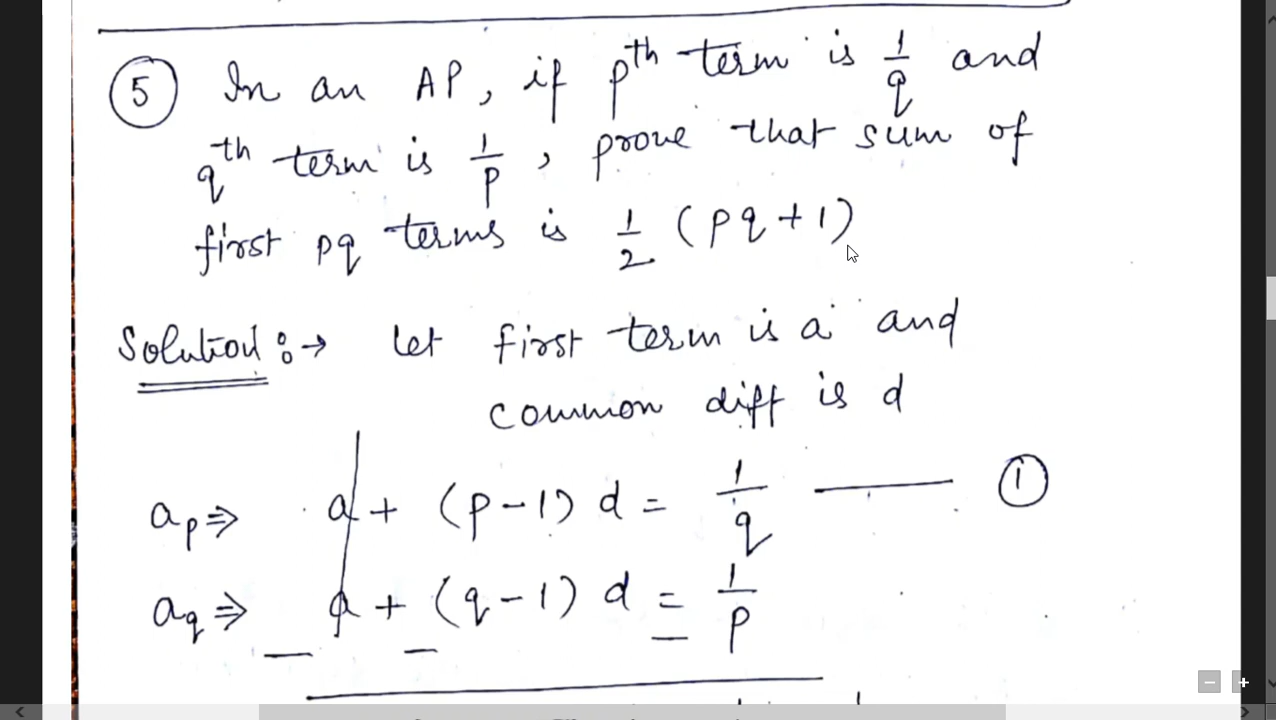 5 In an AP, if pth term is 1/q and
qth term is 1/p, prove that sum of
first pq terms is 1/2 (pq+1)
Solution :→ let first term is a and
common diff is d
ap ⇒ a + (p-1) d = 1/q —— 1
aq ⇒ a + (q-1) d = 1/p
— — —